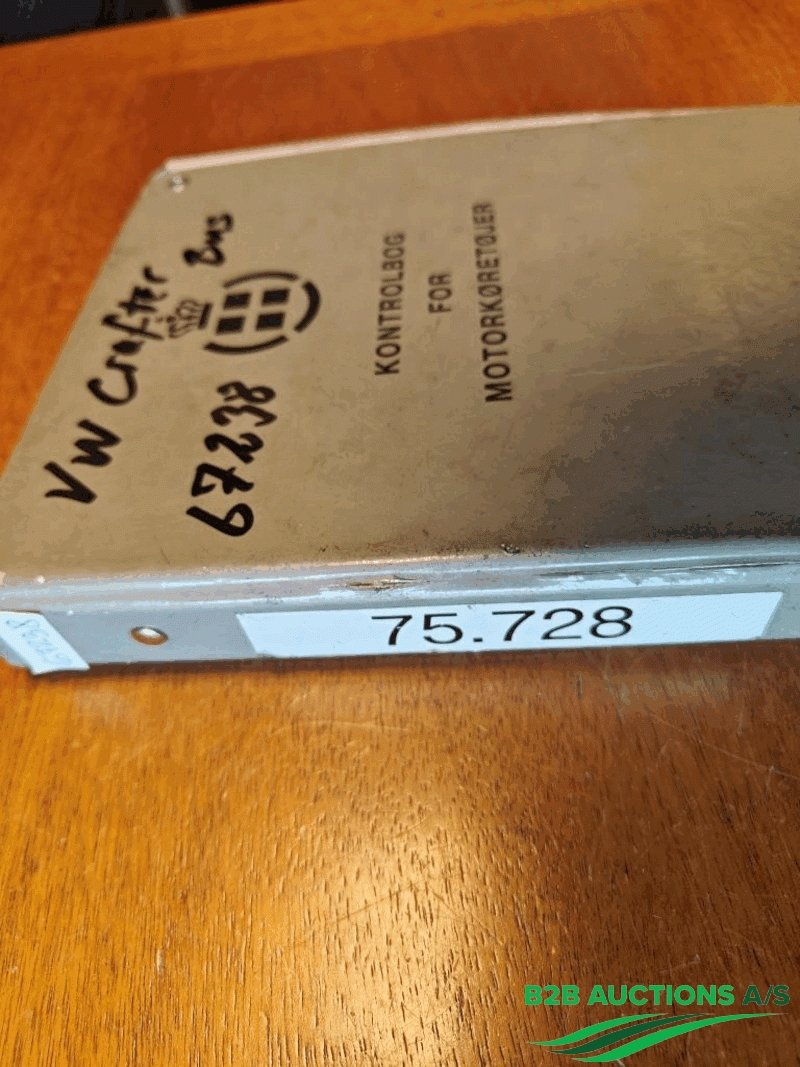 VW Crafter Bus
67238
KONTROLBOG
FOR
MOTORKØRETØJER
75.728
B2B AUCTIONS A/S